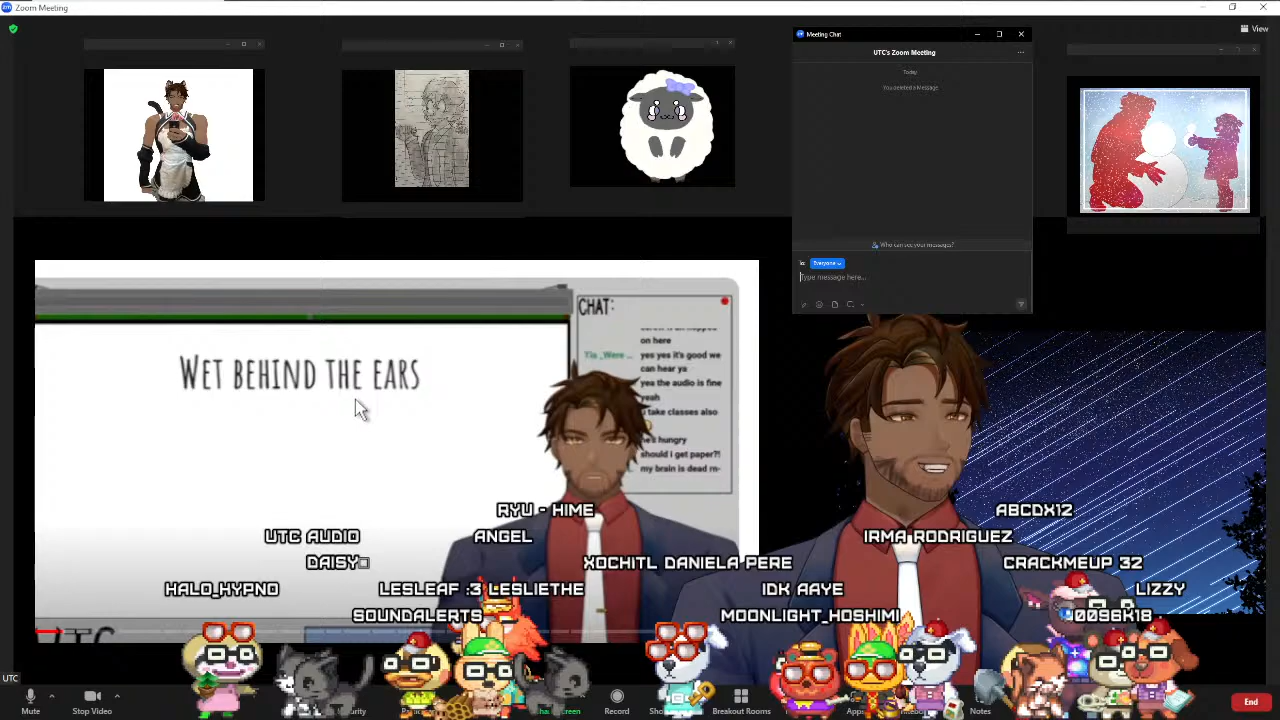 Zoom Meeting
View
Meeting Chat
UTC's Zoom Meeting
Today
You deleted a Message
Who can see your messages?
Everyone
Type message here...
CHAT:
on here
yes yes it's good we
can hear ya
yea the audio is fine
yeah
take classes also
he's hungry
should i get paper?!
my brain is dead rn-
WET BEHIND THE EARS
RYU - HIME
ABCDX12
UTC AUDIO
ANGEL
IRMA RODRIGUEZ
DAISY
XOCHITL DANIELA PERE
CRACKMEUP 32
HALO_HYPNO
LESLEAF :3 LESLIETHE
IDK AAYE
LIZZY
SOUNDALERTS
MOONLIGHT_HOSHIMI
0096K18
UTC
UTC
Mute
Stop Video
Record
Breakout Rooms
Apps
Notes
End